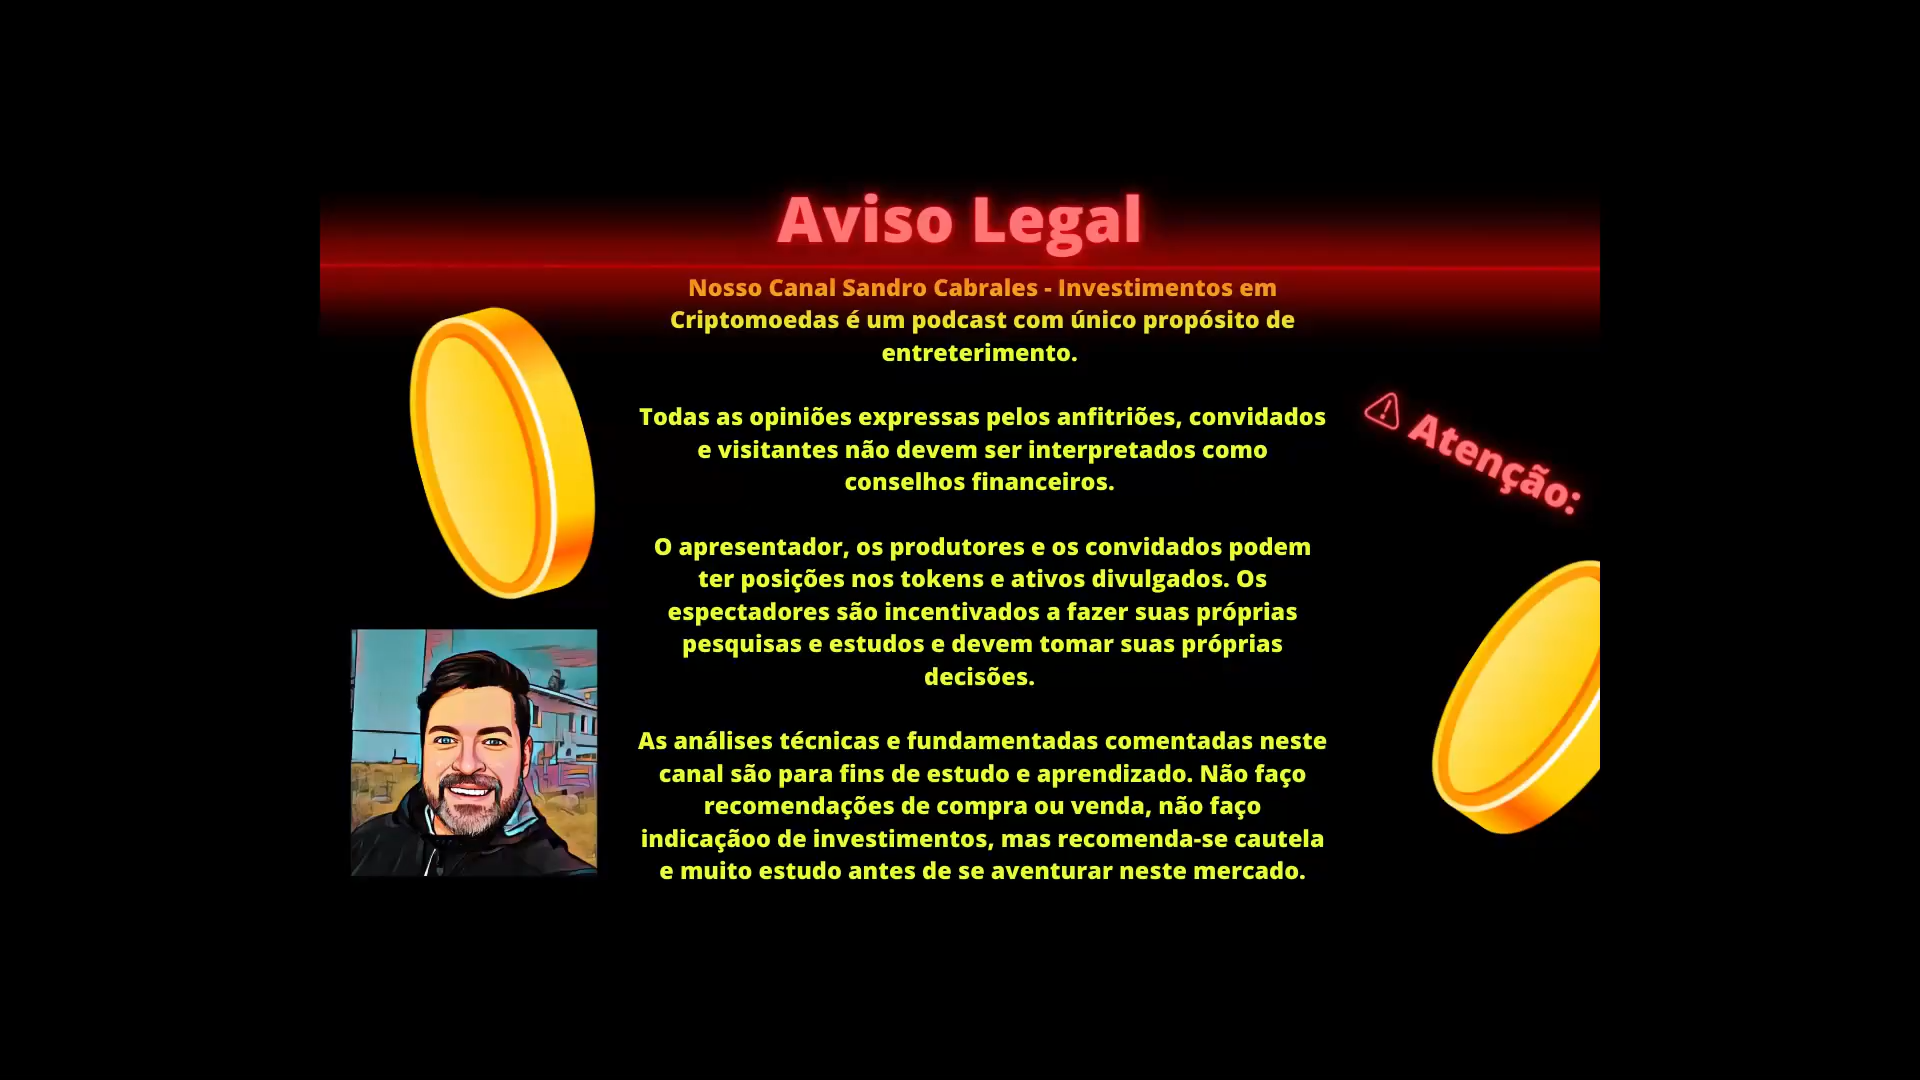 Aviso Legal
Nosso Canal Sandro Cabrales - Investimentos em
Criptomoedas é um podcast com único propósito de
entreterimento.
Todas as opiniões expressas pelos anfitriões, convidados
e visitantes não devem ser interpretados como
conselhos financeiros.
⚠ Atenção:
O apresentador, os produtores e os convidados podem
ter posições nos tokens e ativos divulgados. Os
espectadores são incentivados a fazer suas próprias
pesquisas e estudos e devem tomar suas próprias
decisões.
As análises técnicas e fundamentadas comentadas neste
canal são para fins de estudo e aprendizado. Não faço
recomendações de compra ou venda, não faço
indicaçãoo de investimentos, mas recomenda-se cautela
e muito estudo antes de se aventurar neste mercado.